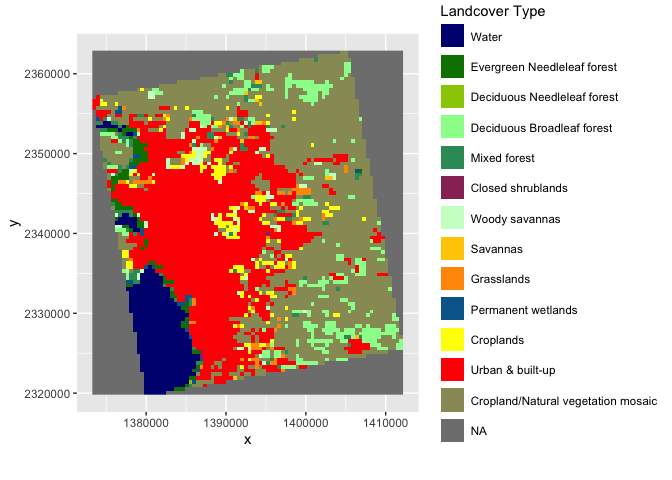 Landcover Type
Water
Evergreen Needleleaf forest
Deciduous Needleleaf forest
Deciduous Broadleaf forest
Mixed forest
Closed shrublands
Woody savannas
Savannas
Grasslands
Permanent wetlands
Croplands
Urban & built-up
Cropland/Natural vegetation mosaic
NA
y
2360000
2350000
2340000
2330000
2320000
1380000 1390000 1400000 1410000
x